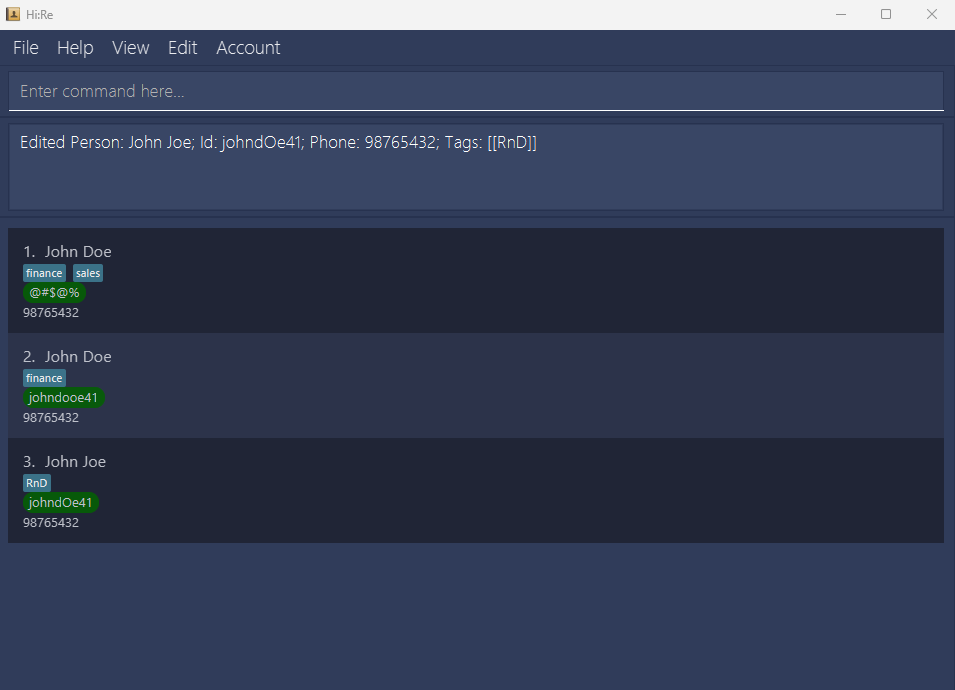 Hi:Re
File Help View Edit Account
Enter command here...
Edited Person: John Joe; Id: johndOe41; Phone: 98765432; Tags: [[RnD]]
1. John Doe
finance sales
@#$@%
98765432
2. John Doe
finance
johndooe41
98765432
3. John Joe
RnD
johndOe41
98765432